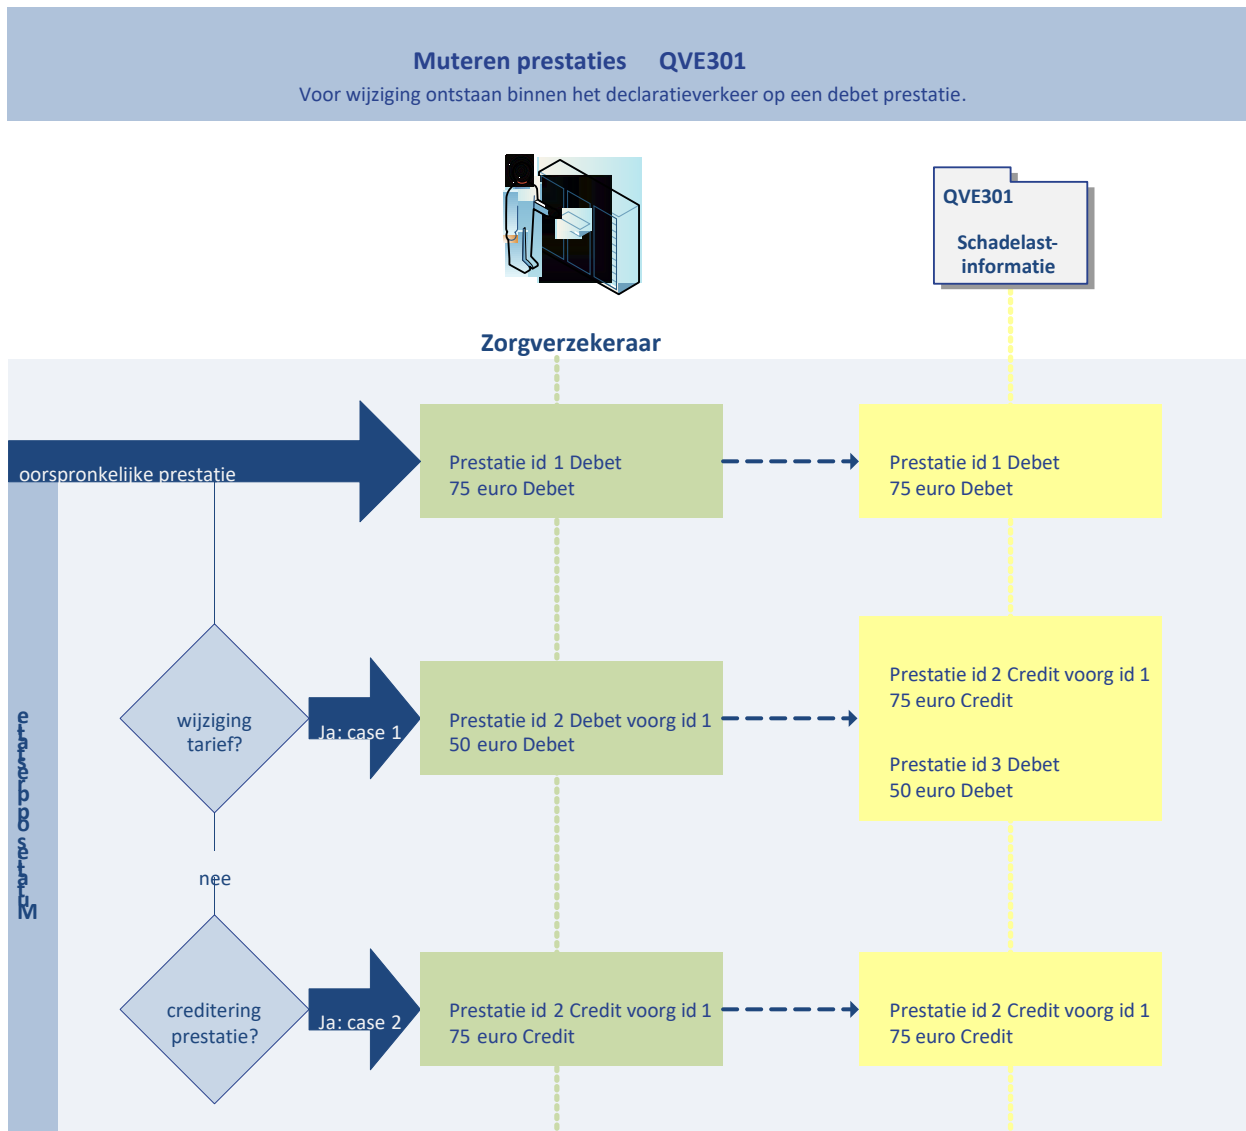 Muteren prestaties QVE301
Voor wijziging ontstaan binnen het declaratieverkeer op een debet prestatie.
QVE301
Schadelast-
informatie
Zorgverzekeraar
oorspronkelijke prestatie
Prestatie id 1 Debet
75 euro Debet
Prestatie id 1 Debet
75 euro Debet
Mutaties op prestatie
wijziging
tarief?
Ja: case 1
Prestatie id 2 Debet voorg id 1
50 euro Debet
Prestatie id 2 Credit voorg id 1
75 euro Credit
Prestatie id 3 Debet
50 euro Debet
nee
creditering
prestatie?
Ja: case 2
Prestatie id 2 Credit voorg id 1
75 euro Credit
Prestatie id 2 Credit voorg id 1
75 euro Credit